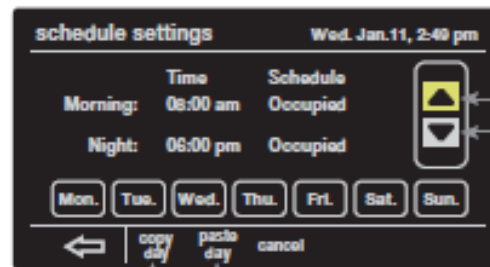 schedule settings Wed. Jan.11, 2:49 pm
Time Schedule
Morning: 08:00 am Occupied
Night: 06:00 pm Occupied
Mon. Tue. Wed. Thu. Fri. Sat. Sun.
copy day paste day cancel